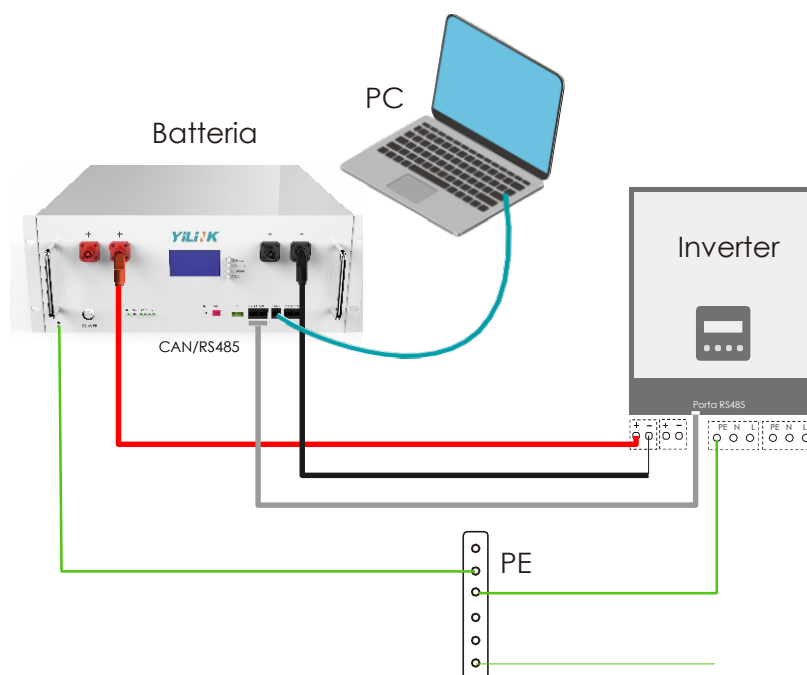 PC
Batteria
+ + - -
YiLiNK
Inverter
CAN/RS485
Porta RS485
+ - + -
PE N L PE N L
PE